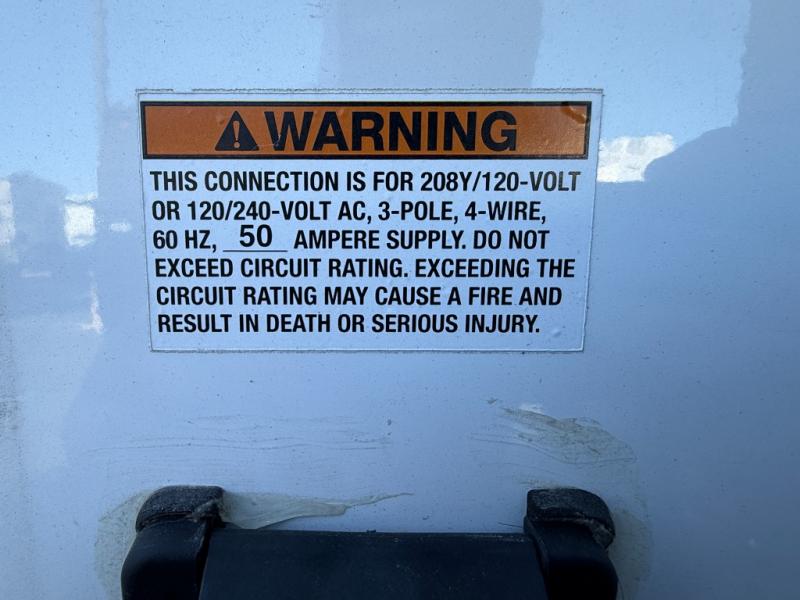 WARNING
THIS CONNECTION IS FOR 208Y/120-VOLT
OR 120/240-VOLT AC, 3-POLE, 4-WIRE,
60 HZ, 50 AMPERE SUPPLY. DO NOT
EXCEED CIRCUIT RATING. EXCEEDING THE
CIRCUIT RATING MAY CAUSE A FIRE AND
RESULT IN DEATH OR SERIOUS INJURY.